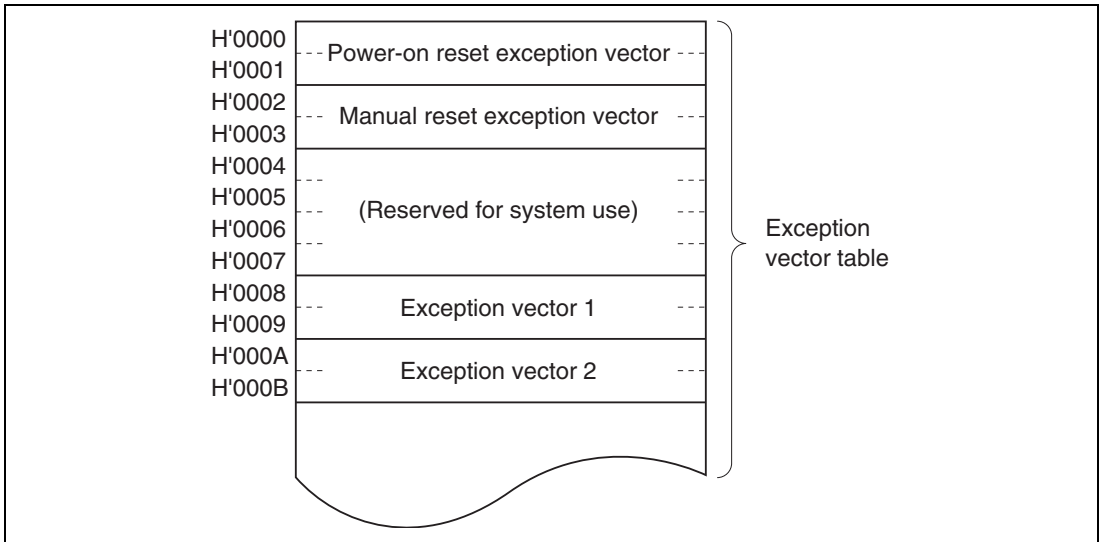 H'0000
Power-on reset exception vector
H'0001
H'0002
Manual reset exception vector
H'0003
H'0004
H'0005
(Reserved for system use)
H'0006
H'0007
H'0008
Exception vector 1
H'0009
H'000A
Exception vector 2
H'000B
Exception
vector table